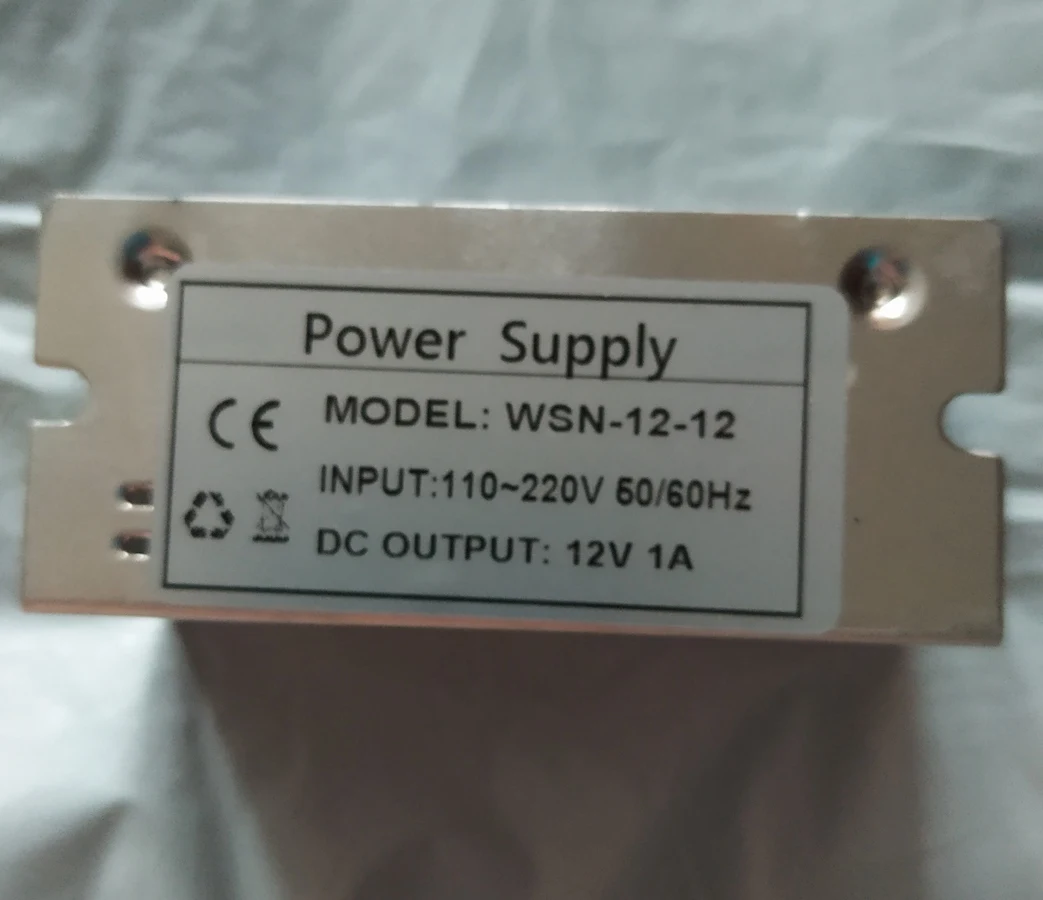 Power Supply
CE MODEL: WSN-12-12
INPUT:110~220V 50/60Hz
DC OUTPUT: 12V 1A